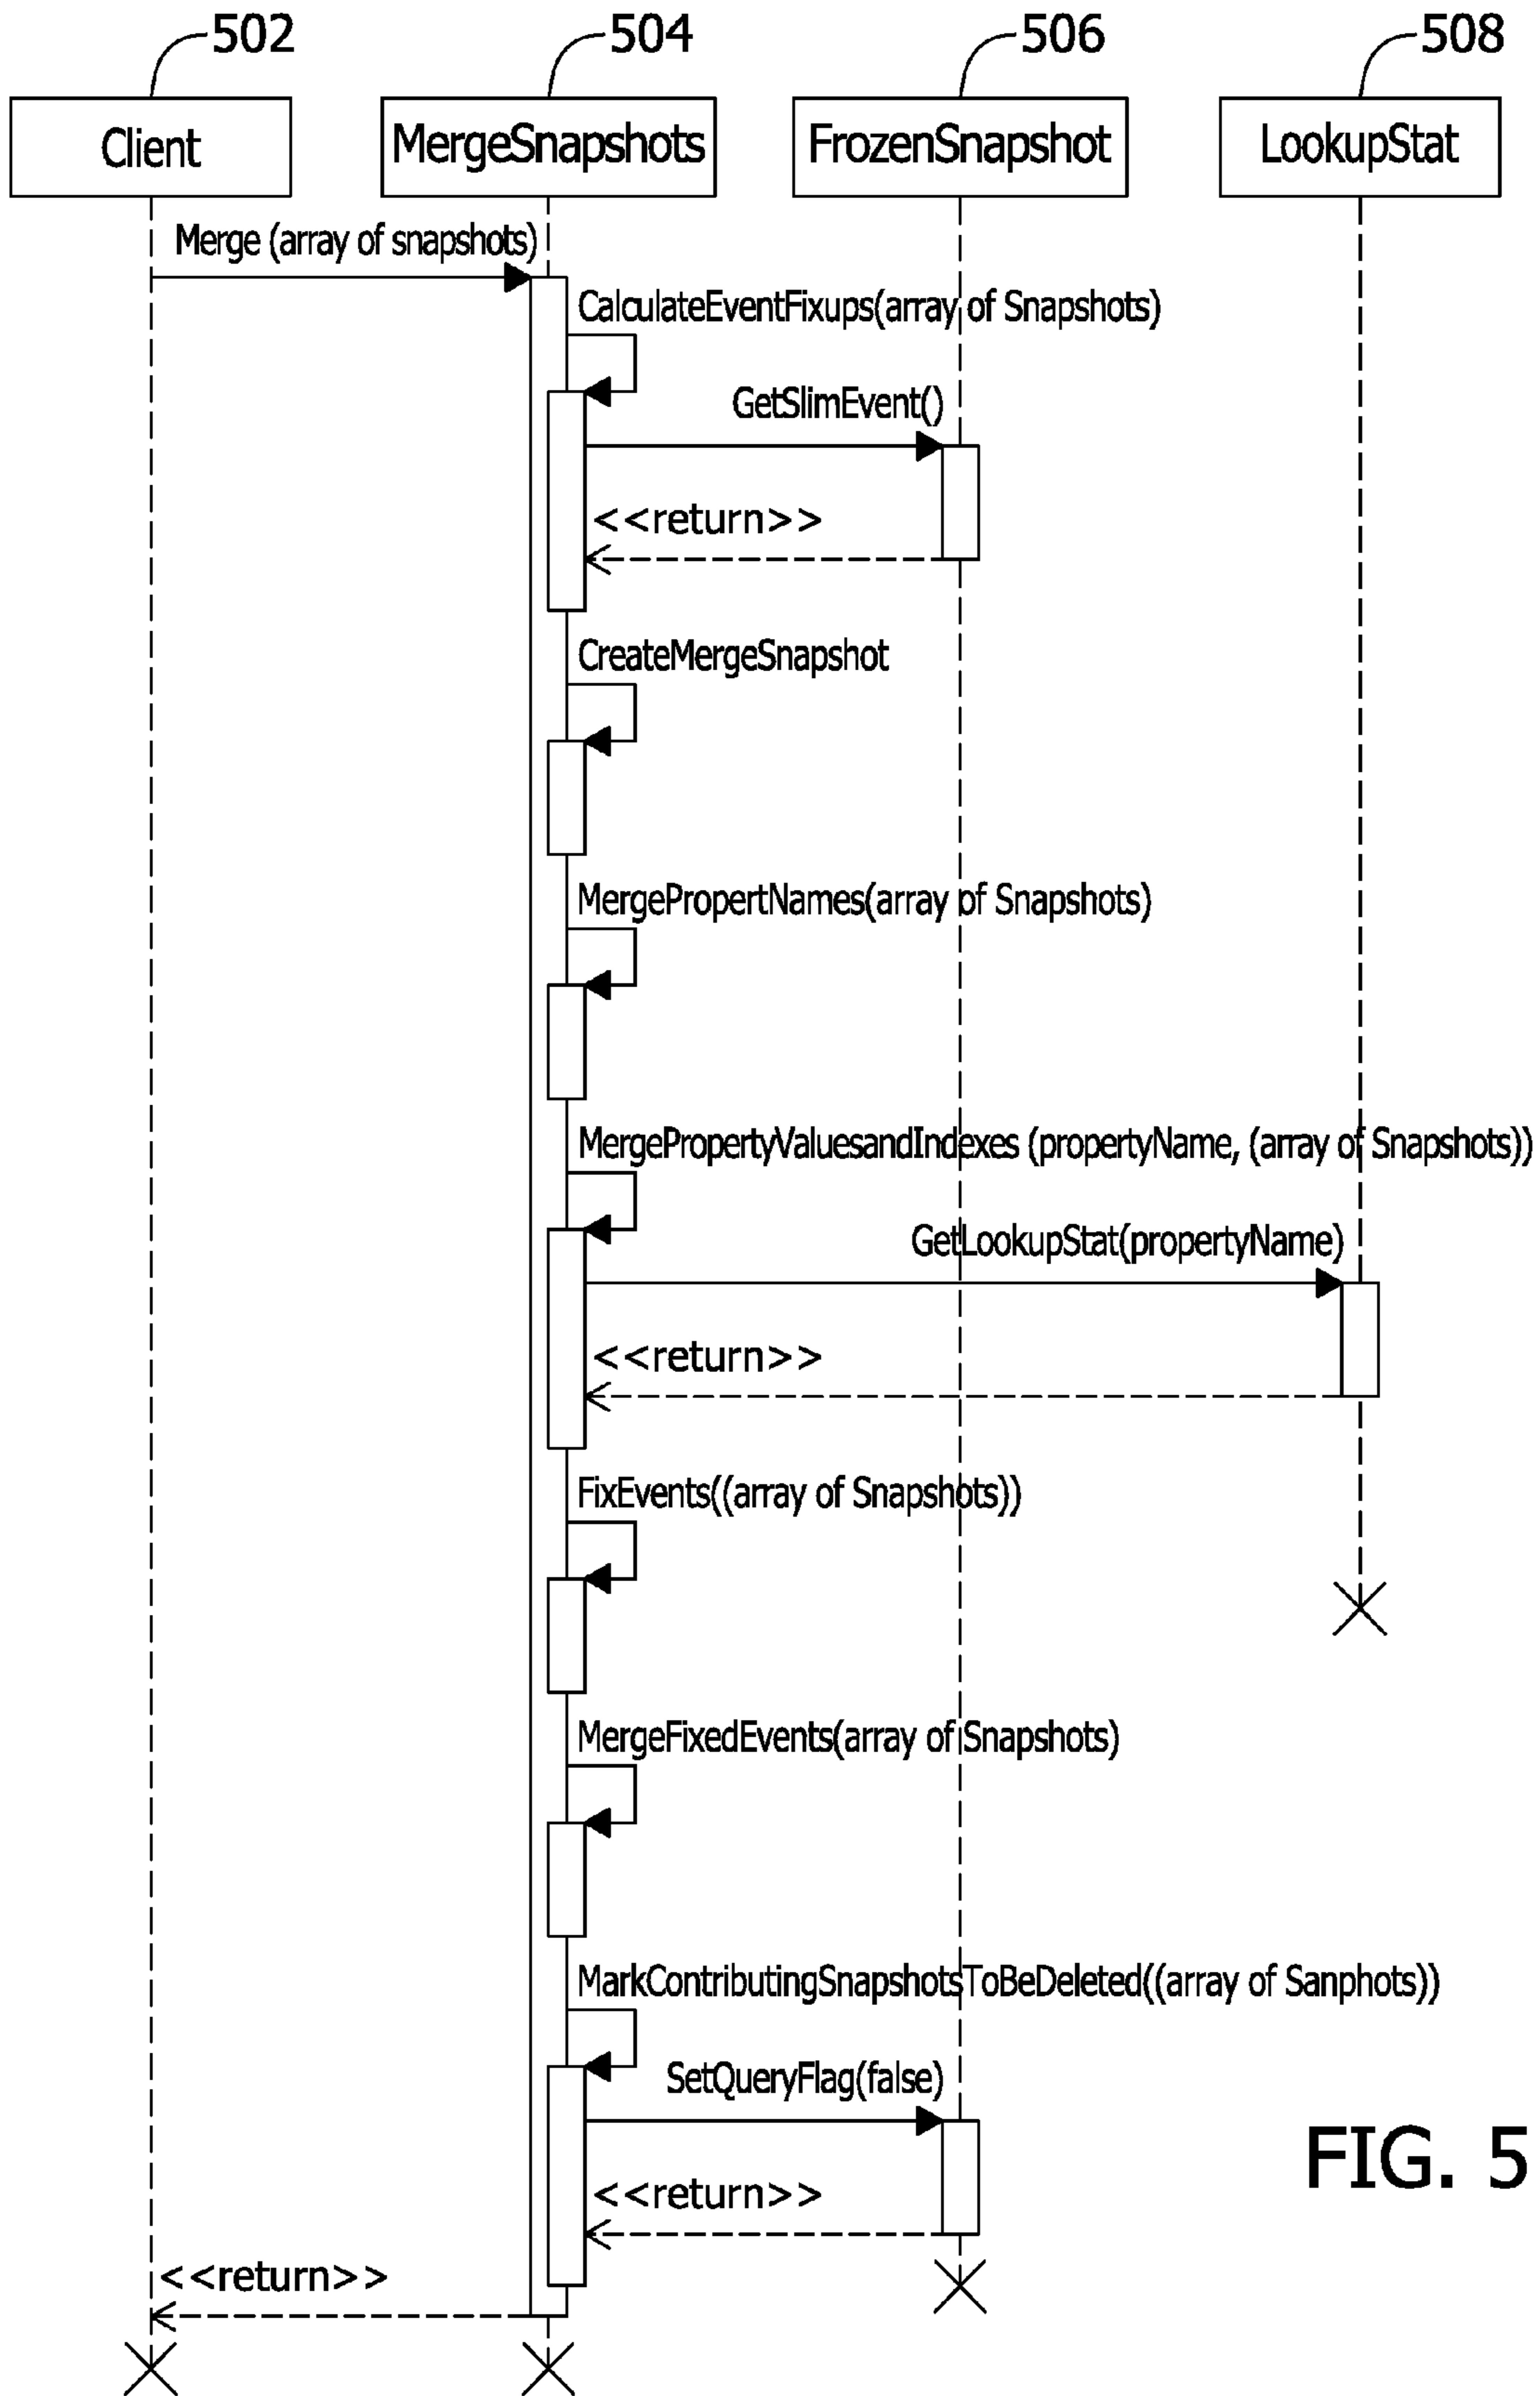 502
504
506
508
Client
MergeSnapshots
FrozenSnapshot
LookupStat
Merge (array of snapshots)
CalculateEventFixups(array of Snapshots)
GetSlimEvent()
<<return>>
CreateMergeSnapshot
MergePropertNames(array of Snapshots)
MergePropertyValuesandIndexes (propertyName, (array of Snapshots))
GetLookupStat(propertyName)
<<return>>
FixEvents((array of Snapshots))
MergeFixedEvents(array of Snapshots)
MarkContributingSnapshotsToBeDeleted((array of Sanphots))
SetQueryFlag(false)
<<return>>
<<return>>
FIG. 5